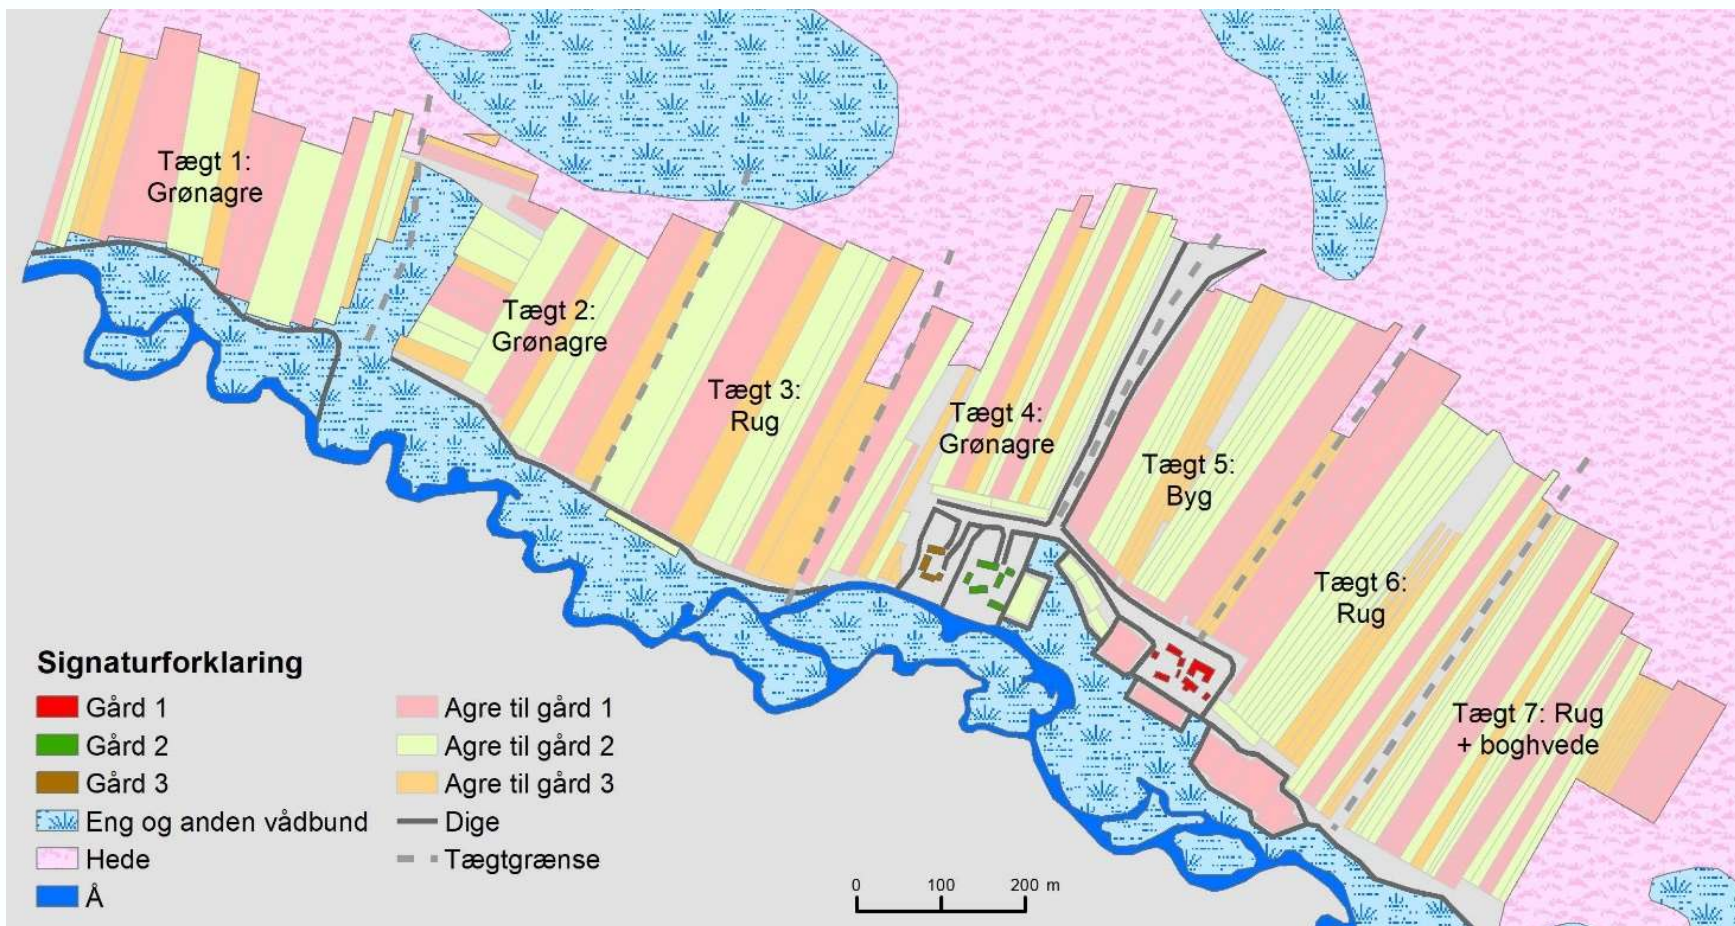 Tægt 1:
Grønagre
Tægt 2:
Grønagre
Tægt 3:
Rug
Tægt 4:
Grønagre
Tægt 5:
Byg
Tægt 6:
Rug
Tægt 7: Rug
+ boghvede
Signaturforklaring
Gård 1
Gård 2
Gård 3
Eng og anden vådbund
Hede
Å
Agre til gård 1
Agre til gård 2
Agre til gård 3
Dige
Tægtgrænse
0 100 200 m